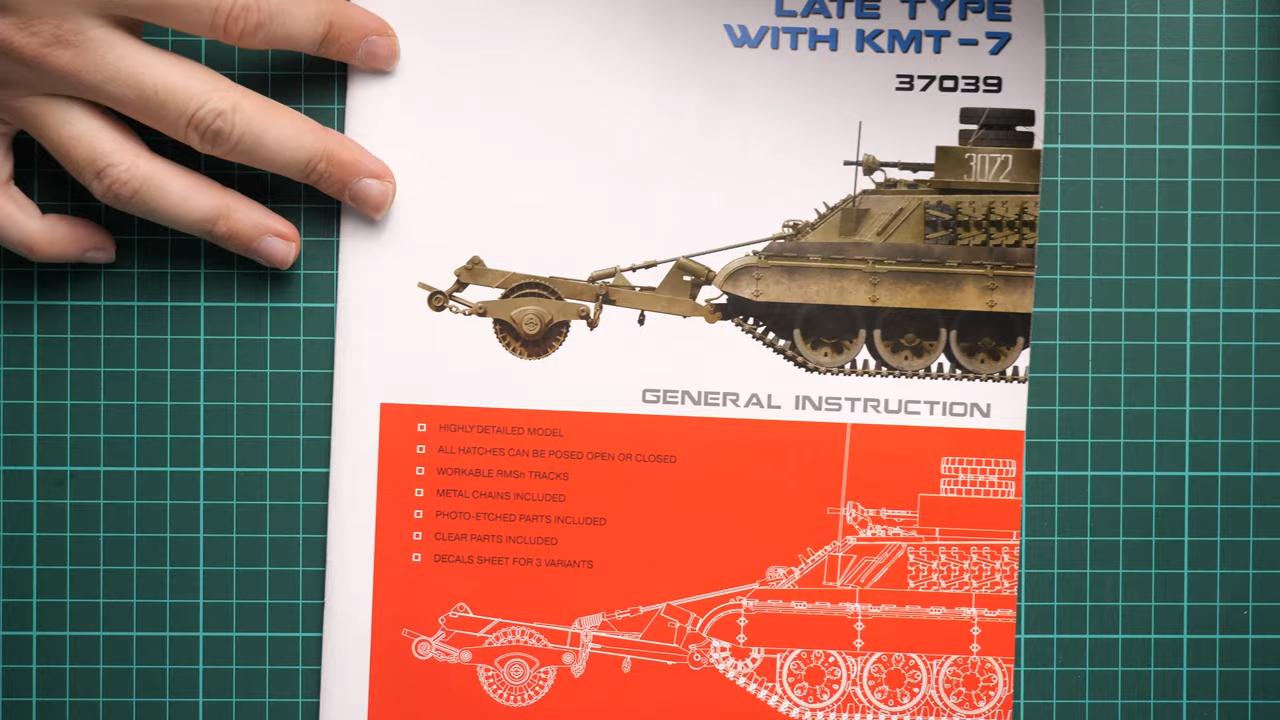 LATE TYPE
WITH KMT-7
37039
3072
GENERAL INSTRUCTION
HIGHLY DETAILED MODEL
ALL HATCHES CAN BE POSED OPEN OR CLOSED
WORKABLE RMSh TRACKS
METAL CHAINS INCLUDED
PHOTO-ETCHED PARTS INCLUDED
CLEAR PARTS INCLUDED
DECALS SHEET FOR 3 VARIANTS